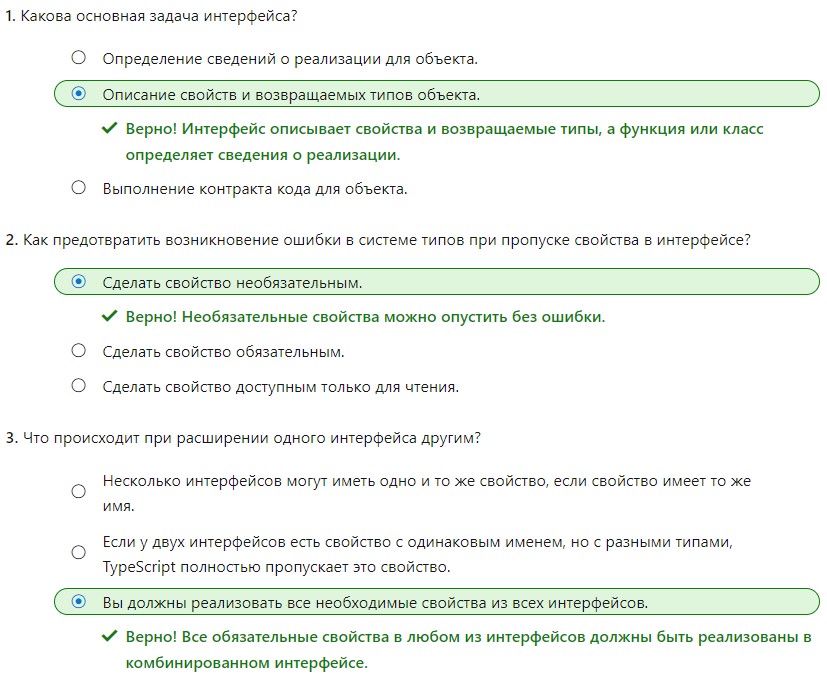 1. Какова основная задача интерфейса?
Определение сведений о реализации для объекта.
Описание свойств и возвращаемых типов объекта.
Верно! Интерфейс описывает свойства и возвращаемые типы, а функция или класс
определяет сведения о реализации.
Выполнение контракта кода для объекта.
2. Как предотвратить возникновение ошибки в системе типов при пропуске свойства в интерфейсе?
Сделать свойство необязательным.
Верно! Необязательные свойства можно опустить без ошибки.
Сделать свойство обязательным.
Сделать свойство доступным только для чтения.
3. Что происходит при расширении одного интерфейса другим?
Несколько интерфейсов могут иметь одно и то же свойство, если свойство имеет то же
имя.
Если у двух интерфейсов есть свойство с одинаковым именем, но с разными типами,
TypeScript полностью пропускает это свойство.
Вы должны реализовать все необходимые свойства из всех интерфейсов.
Верно! Все обязательные свойства в любом из интерфейсов должны быть реализованы в
комбинированном интерфейсе.